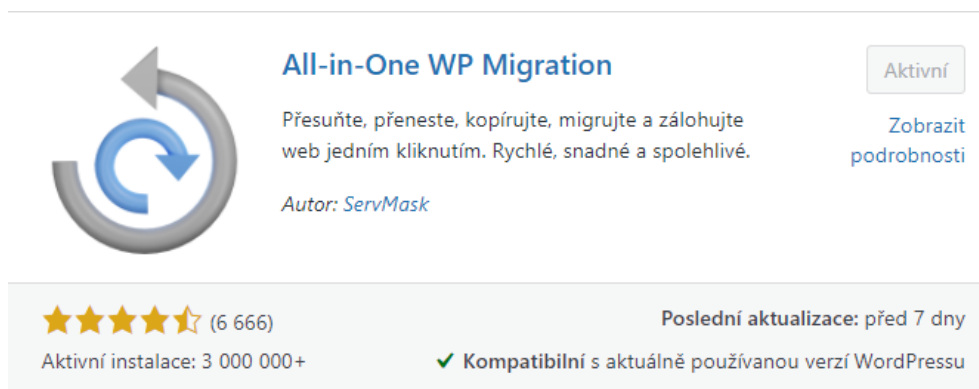 All-in-One WP Migration
Aktivní
Přesuňte, přeneste, kopírujte, migrujte a zálohujte
web jedním kliknutím. Rychlé, snadné a spolehlivé.
Zobrazit
podrobnosti
Autor: ServMask
(6 666)
Poslední aktualizace: před 7 dny
Aktivní instalace: 3 000 000+
Kompatibilní s aktuálně používanou verzí WordPressu